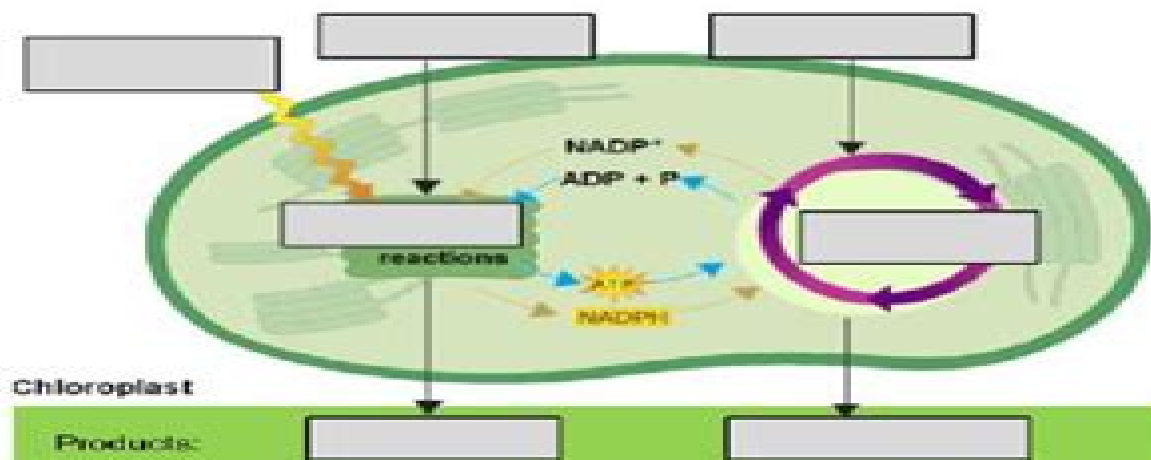 NADP⁺
ADP + P
reactions
ATP
NADPH
Chloroplast
Products: